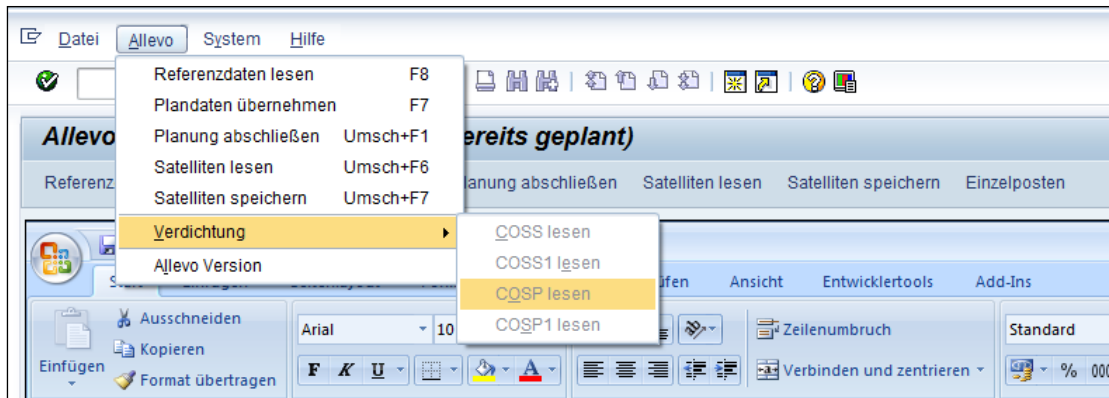 Datei Allevo System Hilfe
Referenzdaten lesen F8
Plandaten übernehmen F7
Allevo ereits geplant)
Planung abschließen Umsch+F1
Satelliten lesen Umsch+F6
Referenz lanung abschließen Satelliten lesen Satelliten speichern Einzelposten
Satelliten speichern Umsch+F7
Verdichtung COSS lesen
Allevo Version COSS1 lesen
üfen Ansicht Entwicklertools Add-Ins
COSP lesen
COSP1 lesen
Ausschneiden Arial 10 Zeilenumbruch Standard
Kopieren
Einfügen Format übertragen F K U A Verbinden und zentrieren % 000